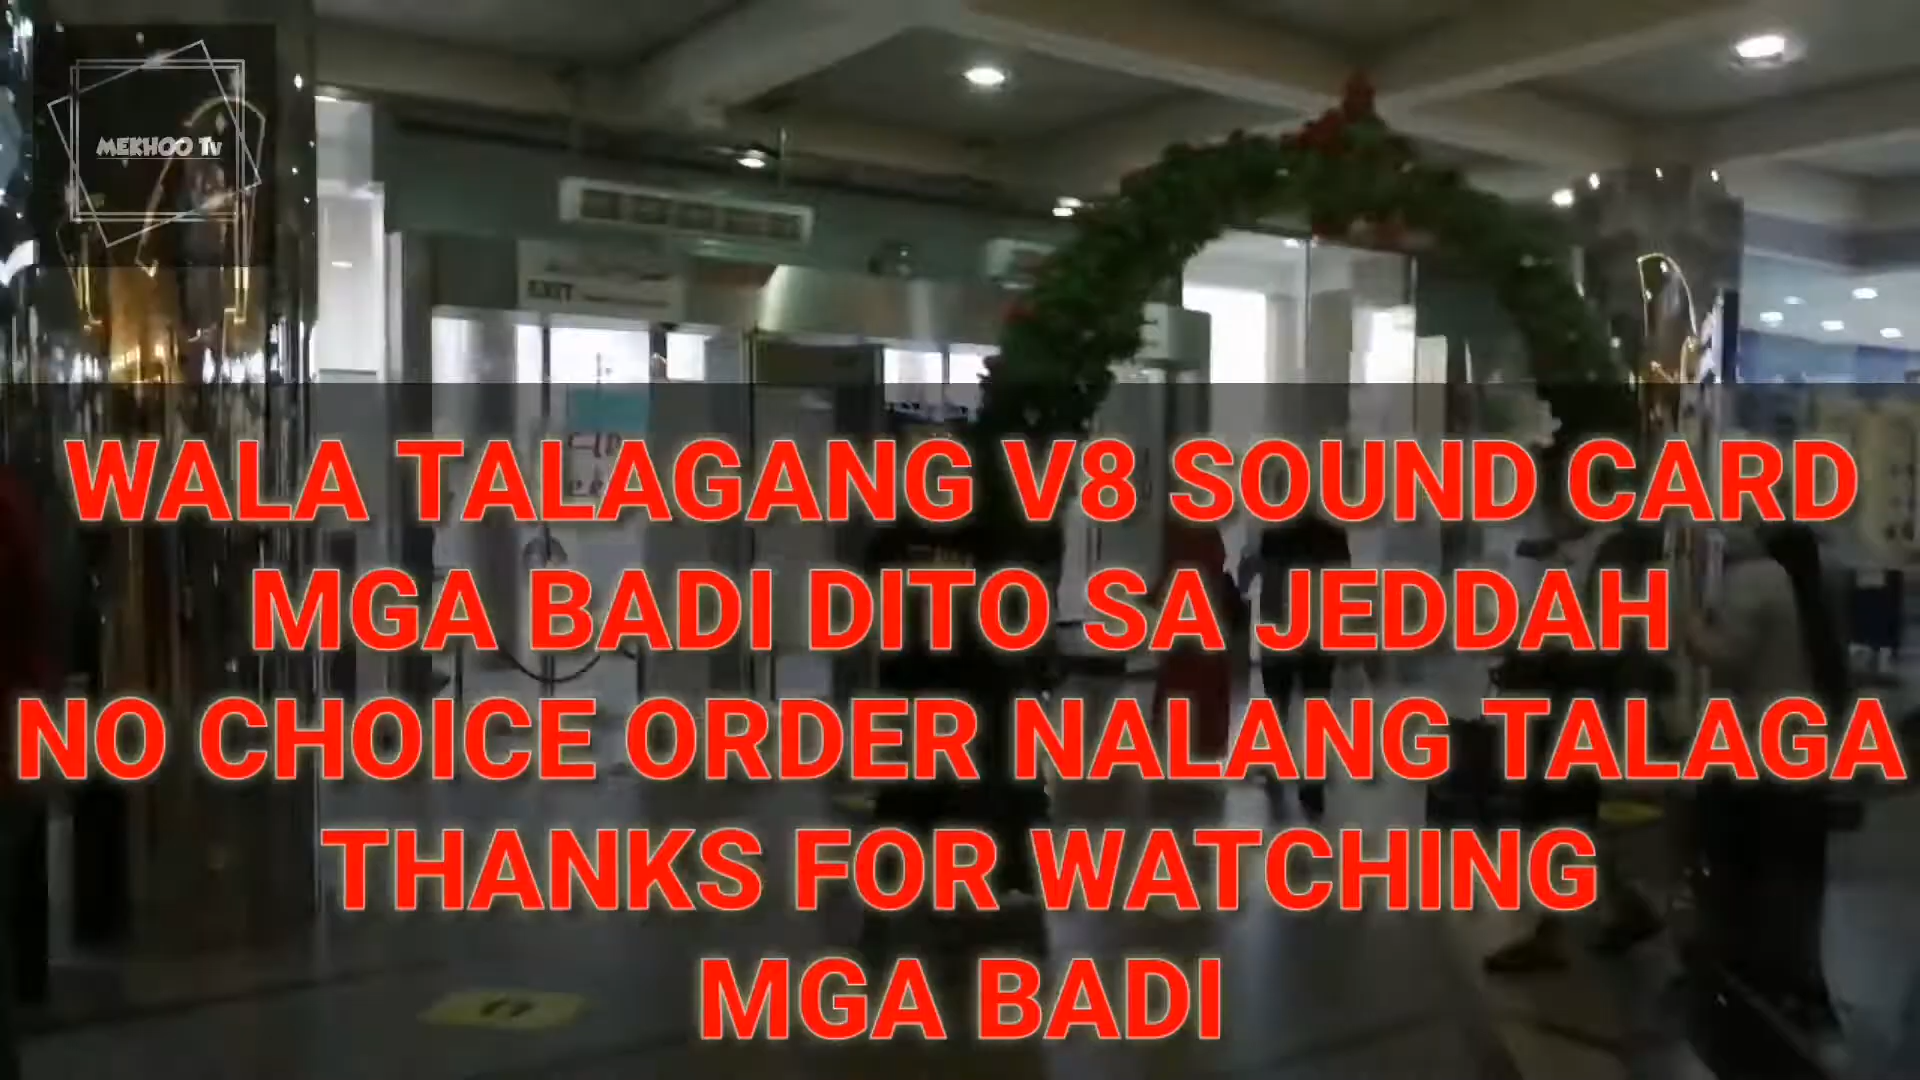 MEKHOO Tv
EXIT
WALA TALAGANG V8 SOUND CARD
MGA BADI DITO SA JEDDAH
NO CHOICE ORDER NALANG TALAGA
THANKS FOR WATCHING
MGA BADI